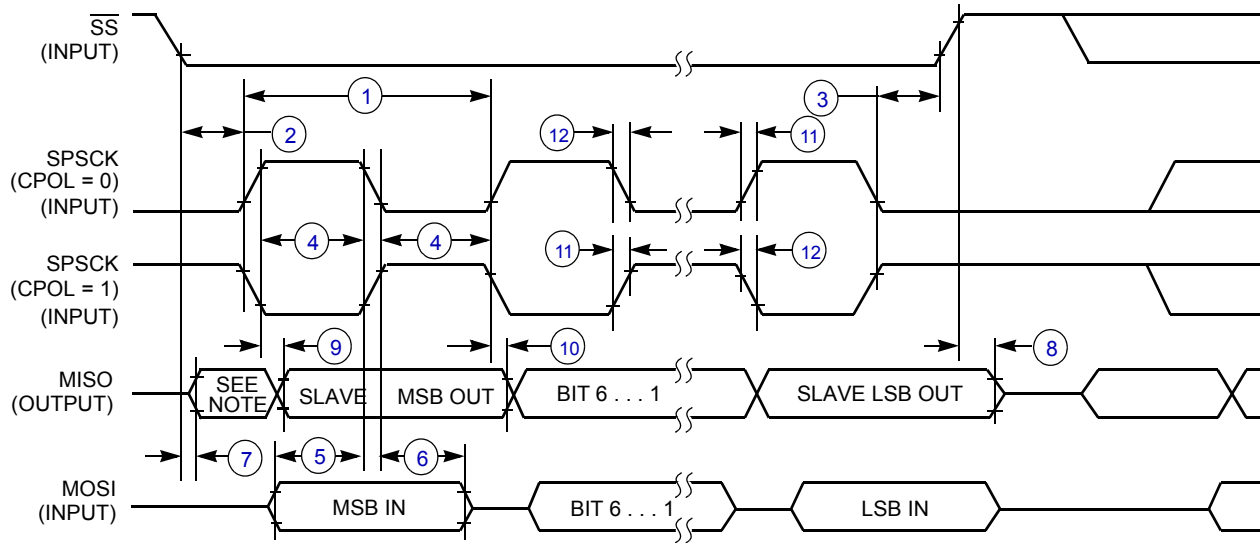 SS
(INPUT)
1
3
2
12
11
SPSCK
(CPOL = 0)
(INPUT)
4
4
11
12
SPSCK
(CPOL = 1)
(INPUT)
9
10
8
MISO
(OUTPUT)
SEE
NOTE
SLAVE
MSB OUT
BIT 6 . . . 1
SLAVE LSB OUT
7
5
6
MOSI
(INPUT)
MSB IN
BIT 6 . . . 1
LSB IN